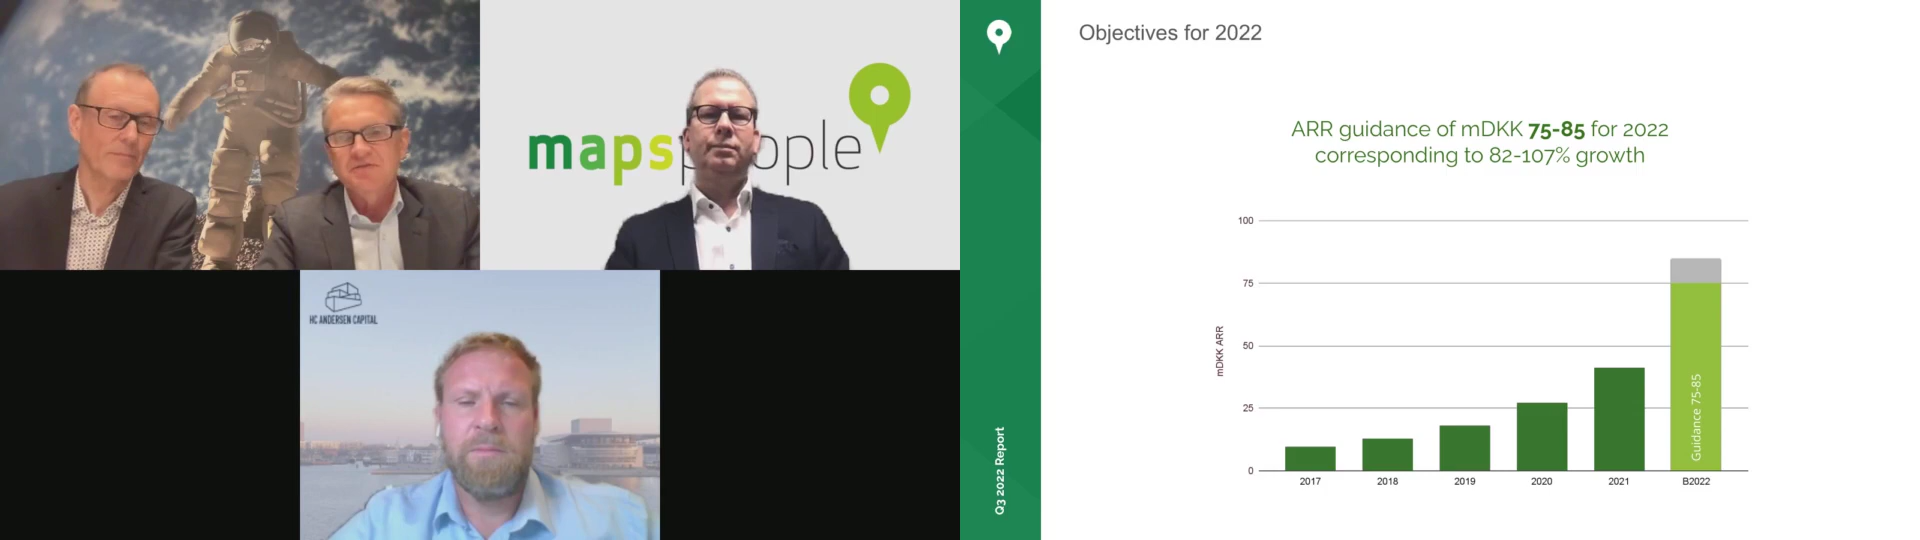 mapspeople
HC ANDERSEN CAPITAL
Q3 2022 Report
Objectives for 2022
ARR guidance of mDKK 75-85 for 2022
corresponding to 82-107% growth
mDKK ARR
100
75
50
25
0
Guidance 75-85
2017
2018
2019
2020
2021
B2022